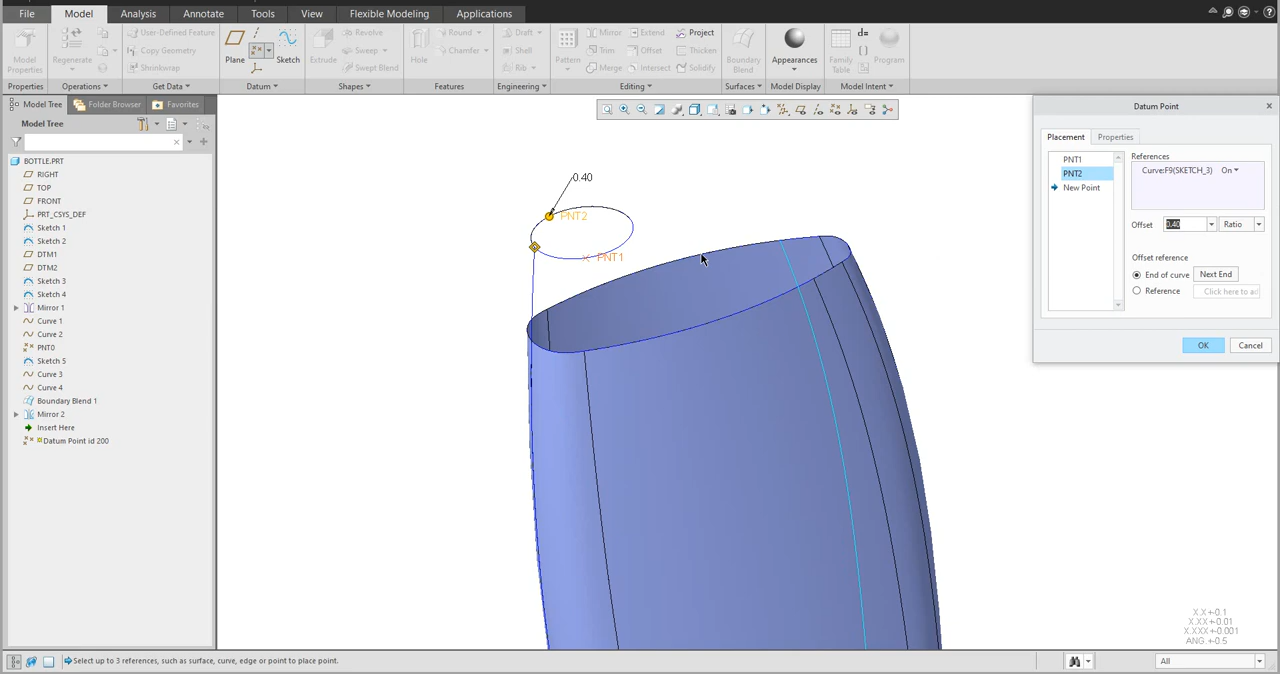 File Model Analysis Annotate Tools View Flexible Modeling Applications
User-Defined Feature Revolve Round Extend Draft Mirror Extend Project
Copy Geometry Sweep Chamfer Shell Trim Offset Thicken
Model Properties Regenerate Shrinkwrap Plane Sketch Extrude Swept Blend Hole Rib Pattern Merge Intersect Solidify Boundary Blend Appearances Family Table Program
Properties Operations Get Data Datum Shapes Features Engineering Editing Surfaces Model Display Model Intent
Model Tree Folder Browser Favorites
Model Tree
BOTTLE.PRT
RIGHT
TOP
FRONT
PRT_CSYS_DEF
Sketch 1
Sketch 2
DTM1
DTM2
Sketch 3
Sketch 4
Mirror 1
Curve 1
Curve 2
PNT0
Sketch 5
Curve 3
Curve 4
Boundary Blend 1
Mirror 2
Insert Here
Datum Point id 200
0.40
PNT2
PNT1
Datum Point
Placement Properties
PNT1
PNT2
New Point
References
Curve:F9(SKETCH_3) On
Offset 0.40 Ratio
Offset reference
End of curve Next End
Reference Click here to ad
OK Cancel
X.X+-0.1
X.XX+-0.01
X.XXX+-0.001
ANG.+-0.5
Select up to 3 references, such as surface, curve, edge or point to place point.
All